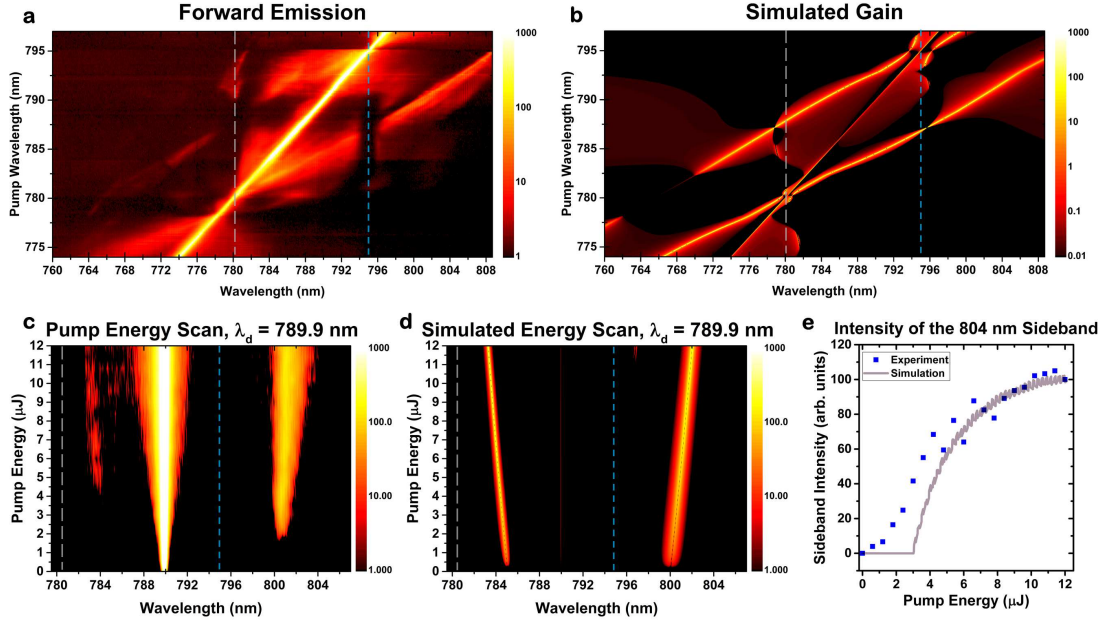 a Forward Emission
Pump Wavelength (nm)
795
790
785
780
775
760 764 768 772 776 780 784 788 792 796 800 804 808
Wavelength (nm)
1000
100
10
1
b Simulated Gain
Pump Wavelength (nm)
795
790
785
780
775
760 764 768 772 776 780 784 788 792 796 800 804 808
Wavelength (nm)
1000
100
10
1
0.1
0.01
c Pump Energy Scan, λd = 789.9 nm
Pump Energy (μJ)
12
11
10
9
8
7
6
5
4
3
2
1
0
780 784 788 792 796 800 804
Wavelength (nm)
1000
100.0
10.00
1.000
d Simulated Energy Scan, λd = 789.9 nm
Pump Energy (μJ)
12
11
10
9
8
7
6
5
4
3
2
1
0
780 784 788 792 796 800 804
Wavelength (nm)
1000
100.0
10.00
1.000
e Intensity of the 804 nm Sideband
Sideband Intensity (arb. units)
120
100
80
60
40
20
0
Experiment
Simulation
0 2 4 6 8 10 12
Pump Energy (μJ)